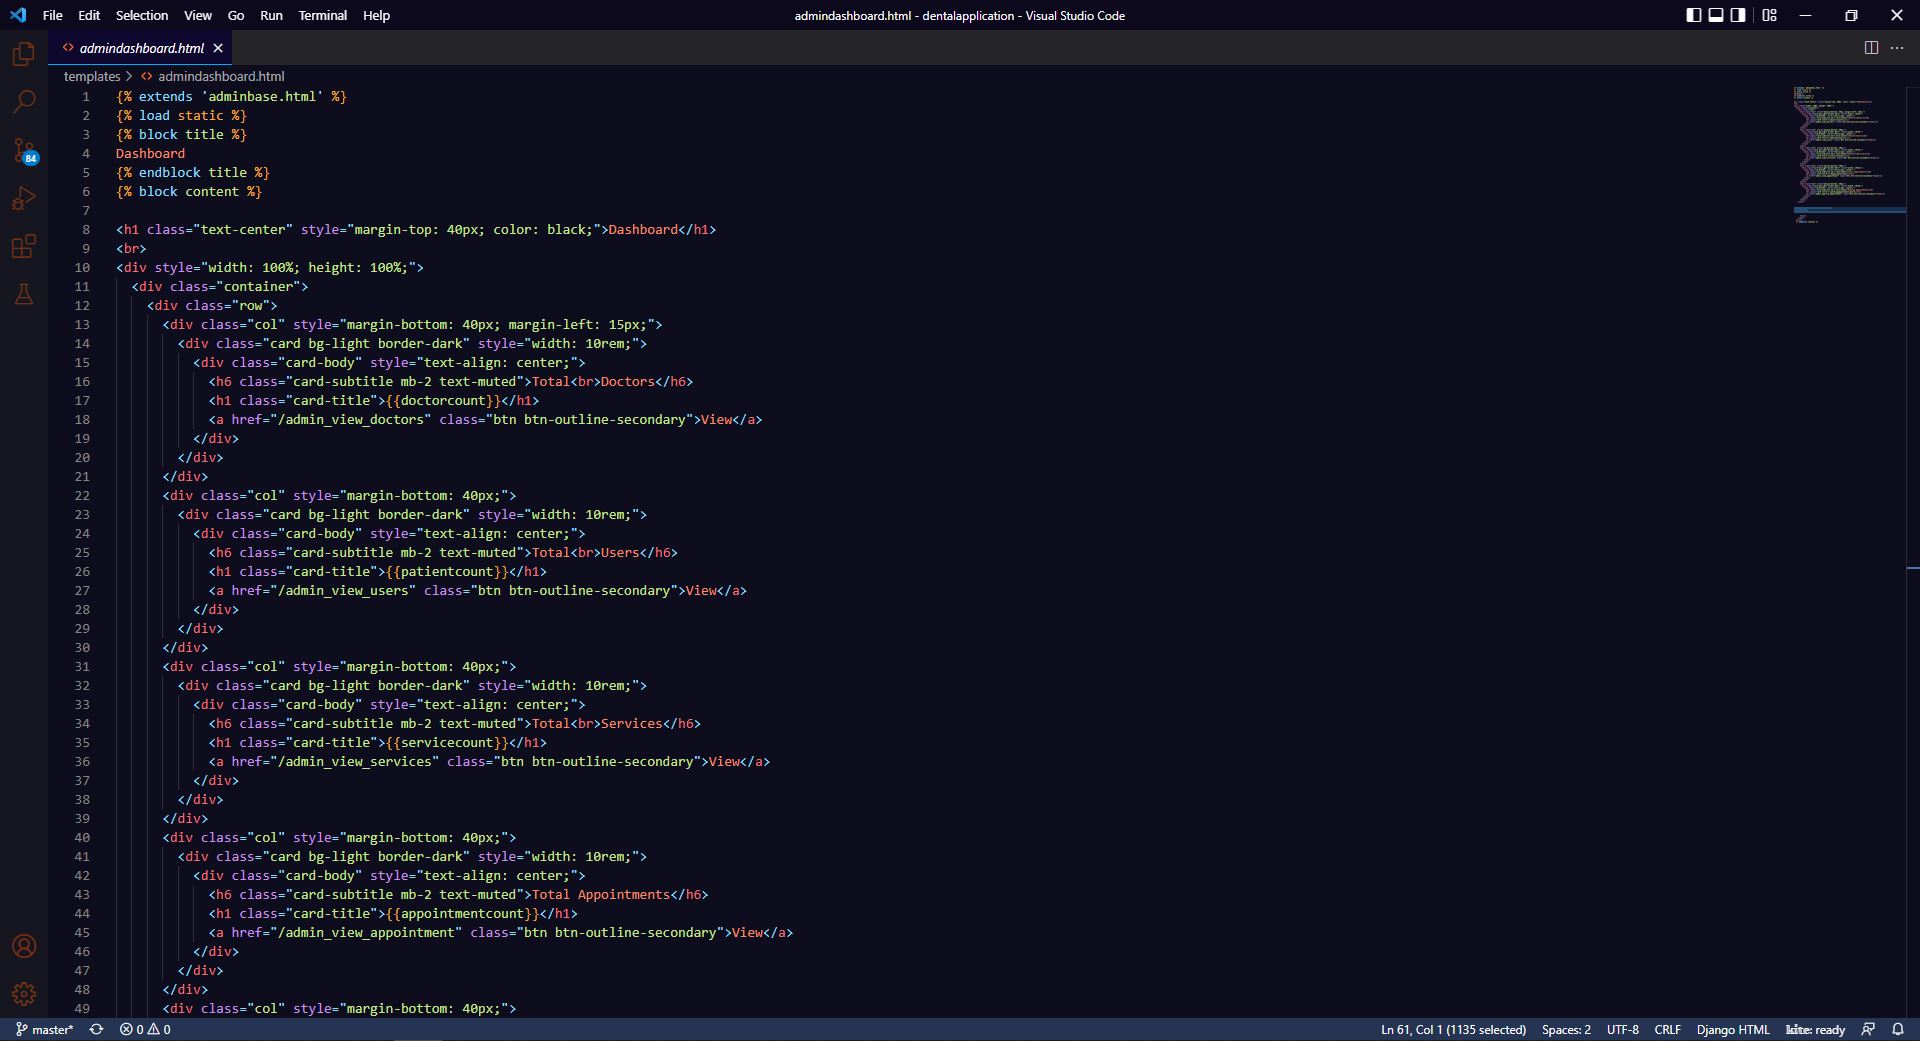 File Edit Selection View Go Run Terminal Help
admindashboard.html - dentalapplication - Visual Studio Code
<> admindashboard.html ×
templates > <> admindashboard.html
84
1 {% extends 'adminbase.html' %}
2 {% load static %}
3 {% block title %}
4 Dashboard
5 {% endblock title %}
6 {% block content %}
7
8 <h1 class="text-center" style="margin-top: 40px; color: black;">Dashboard</h1>
9 <br>
10 <div style="width: 100%; height: 100%;">
11 <div class="container">
12 <div class="row">
13 <div class="col" style="margin-bottom: 40px; margin-left: 15px;">
14 <div class="card bg-light border-dark" style="width: 10rem;">
15 <div class="card-body" style="text-align: center;">
16 <h6 class="card-subtitle mb-2 text-muted">Total<br>Doctors</h6>
17 <h1 class="card-title">{{doctorcount}}</h1>
18 <a href="/admin_view_doctors" class="btn btn-outline-secondary">View</a>
19 </div>
20 </div>
21 </div>
22 <div class="col" style="margin-bottom: 40px;">
23 <div class="card bg-light border-dark" style="width: 10rem;">
24 <div class="card-body" style="text-align: center;">
25 <h6 class="card-subtitle mb-2 text-muted">Total<br>Users</h6>
26 <h1 class="card-title">{{patientcount}}</h1>
27 <a href="/admin_view_users" class="btn btn-outline-secondary">View</a>
28 </div>
29 </div>
30 </div>
31 <div class="col" style="margin-bottom: 40px;">
32 <div class="card bg-light border-dark" style="width: 10rem;">
33 <div class="card-body" style="text-align: center;">
34 <h6 class="card-subtitle mb-2 text-muted">Total<br>Services</h6>
35 <h1 class="card-title">{{servicecount}}</h1>
36 <a href="/admin_view_services" class="btn btn-outline-secondary">View</a>
37 </div>
38 </div>
39 </div>
40 <div class="col" style="margin-bottom: 40px;">
41 <div class="card bg-light border-dark" style="width: 10rem;">
42 <div class="card-body" style="text-align: center;">
43 <h6 class="card-subtitle mb-2 text-muted">Total Appointments</h6>
44 <h1 class="card-title">{{appointmentcount}}</h1>
45 <a href="/admin_view_appointment" class="btn btn-outline-secondary">View</a>
46 </div>
47 </div>
48 </div>
49 <div class="col" style="margin-bottom: 40px;">
master* 0 0 Ln 61, Col 1 (1135 selected) Spaces: 2 UTF-8 CRLF Django HTML kite: ready